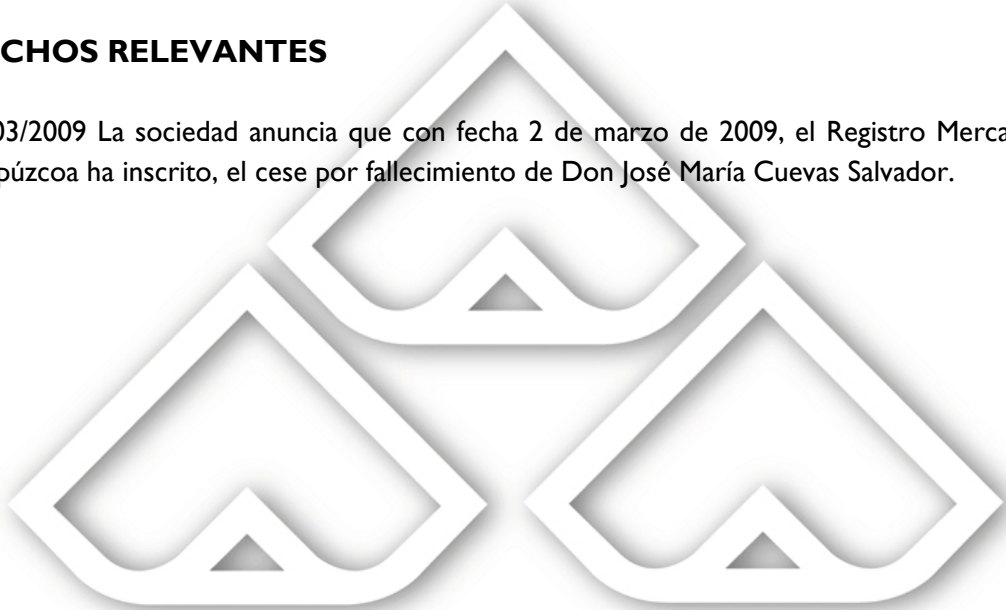 CHOS RELEVANTES
03/2009 La sociedad anuncia que con fecha 2 de marzo de 2009, el Registro Merca
púzcoa ha inscrito, el cese por fallecimiento de Don José María Cuevas Salvador.